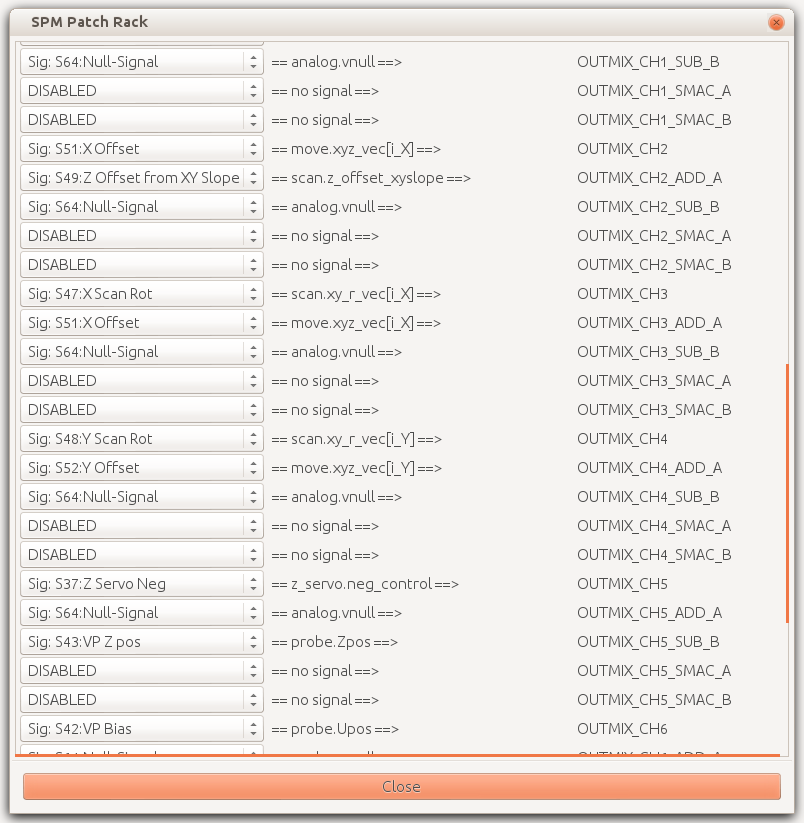 SPM Patch Rack
Sig: S64:Null-Signal == analog.vnull ==> OUTMIX_CH1_SUB_B
DISABLED == no signal ==> OUTMIX_CH1_SMAC_A
DISABLED == no signal ==> OUTMIX_CH1_SMAC_B
Sig: S51:X Offset == move.xyz_vec[i_X] ==> OUTMIX_CH2
Sig: S49:Z Offset from XY Slope == scan.z_offset_xyslope ==> OUTMIX_CH2_ADD_A
Sig: S64:Null-Signal == analog.vnull ==> OUTMIX_CH2_SUB_B
DISABLED == no signal ==> OUTMIX_CH2_SMAC_A
DISABLED == no signal ==> OUTMIX_CH2_SMAC_B
Sig: S47:X Scan Rot == scan.xy_r_vec[i_X] ==> OUTMIX_CH3
Sig: S51:X Offset == move.xyz_vec[i_X] ==> OUTMIX_CH3_ADD_A
Sig: S64:Null-Signal == analog.vnull ==> OUTMIX_CH3_SUB_B
DISABLED == no signal ==> OUTMIX_CH3_SMAC_A
DISABLED == no signal ==> OUTMIX_CH3_SMAC_B
Sig: S48:Y Scan Rot == scan.xy_r_vec[i_Y] ==> OUTMIX_CH4
Sig: S52:Y Offset == move.xyz_vec[i_Y] ==> OUTMIX_CH4_ADD_A
Sig: S64:Null-Signal == analog.vnull ==> OUTMIX_CH4_SUB_B
DISABLED == no signal ==> OUTMIX_CH4_SMAC_A
DISABLED == no signal ==> OUTMIX_CH4_SMAC_B
Sig: S37:Z Servo Neg == z_servo.neg_control ==> OUTMIX_CH5
Sig: S64:Null-Signal == analog.vnull ==> OUTMIX_CH5_ADD_A
Sig: S43:VP Z pos == probe.Zpos ==> OUTMIX_CH5_SUB_B
DISABLED == no signal ==> OUTMIX_CH5_SMAC_A
DISABLED == no signal ==> OUTMIX_CH5_SMAC_B
Sig: S42:VP Bias == probe.Upos ==> OUTMIX_CH6
Close